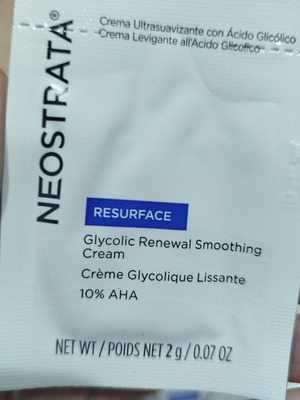 Crema Ultrasuavizante con Ácido Glicólico
Crema Levigante all'Acido Glicolico
NEOSTRATA®
RESURFACE
Glycolic Renewal Smoothing
Cream
Crème Glycolique Lissante
10% AHA
NET WT / POIDS NET 2 g / 0.07 OZ